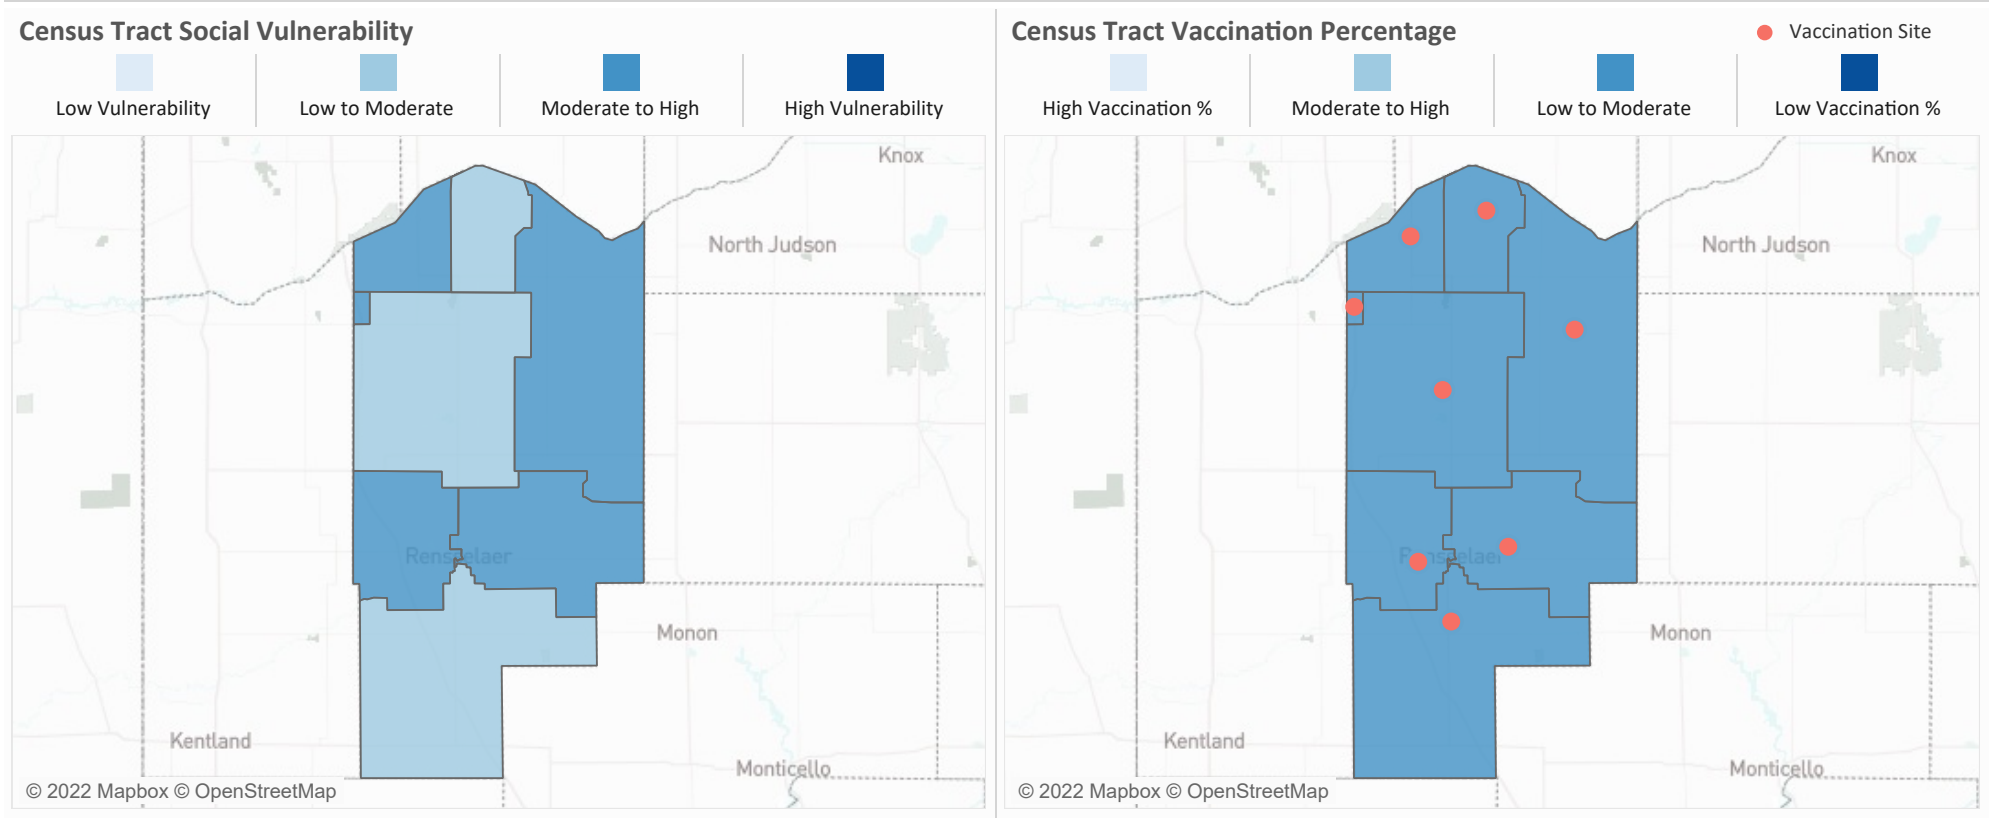 Census Tract Social Vulnerability
Low Vulnerability
Low to Moderate
Moderate to High
High Vulnerability
Knox
North Judson
Rensselaer
Monon
Kentland
Monticello
© 2022 Mapbox © OpenStreetMap
Census Tract Vaccination Percentage
Vaccination Site
High Vaccination %
Moderate to High
Low to Moderate
Low Vaccination %
Knox
North Judson
Rensselaer
Monon
Kentland
Monticello
© 2022 Mapbox © OpenStreetMap